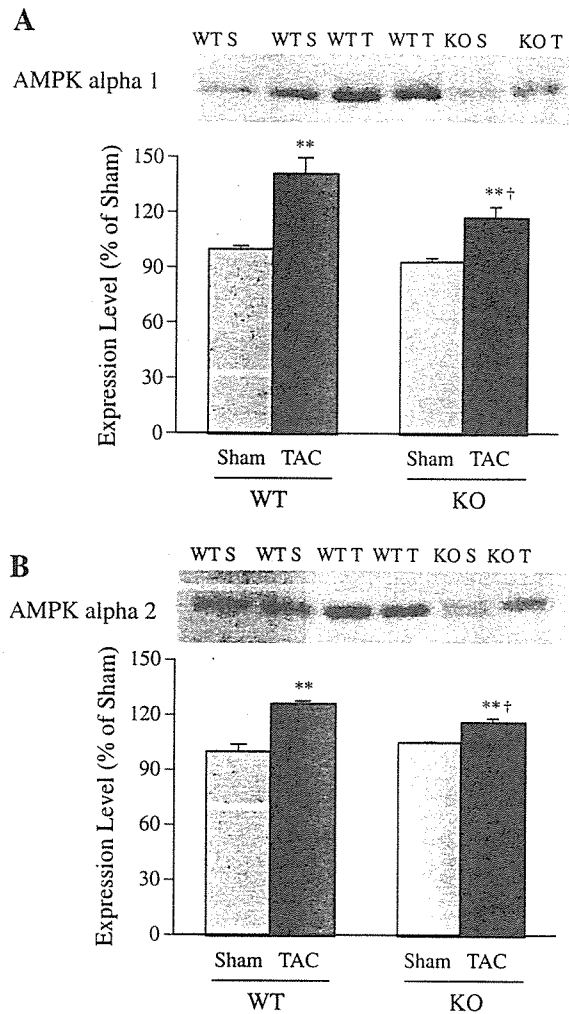 A
WT S WT S WT T WT T KO S KO T
AMPK alpha 1
Expression Level (% of Sham)
150
**
120
**†
90
60
30
0
Sham TAC Sham TAC
WT KO
B
WT S WT S WT T WT T KO S KO T
AMPK alpha 2
Expression Level (% of Sham)
150
**
120
**†
90
60
30
0
Sham TAC Sham TAC
WT KO